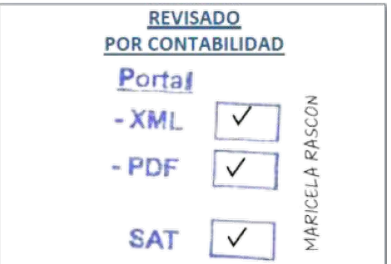 REVISADO
POR CONTABILIDAD
Portal
- XML ✓
- PDF ✓
SAT ✓
MARICELA RASCON